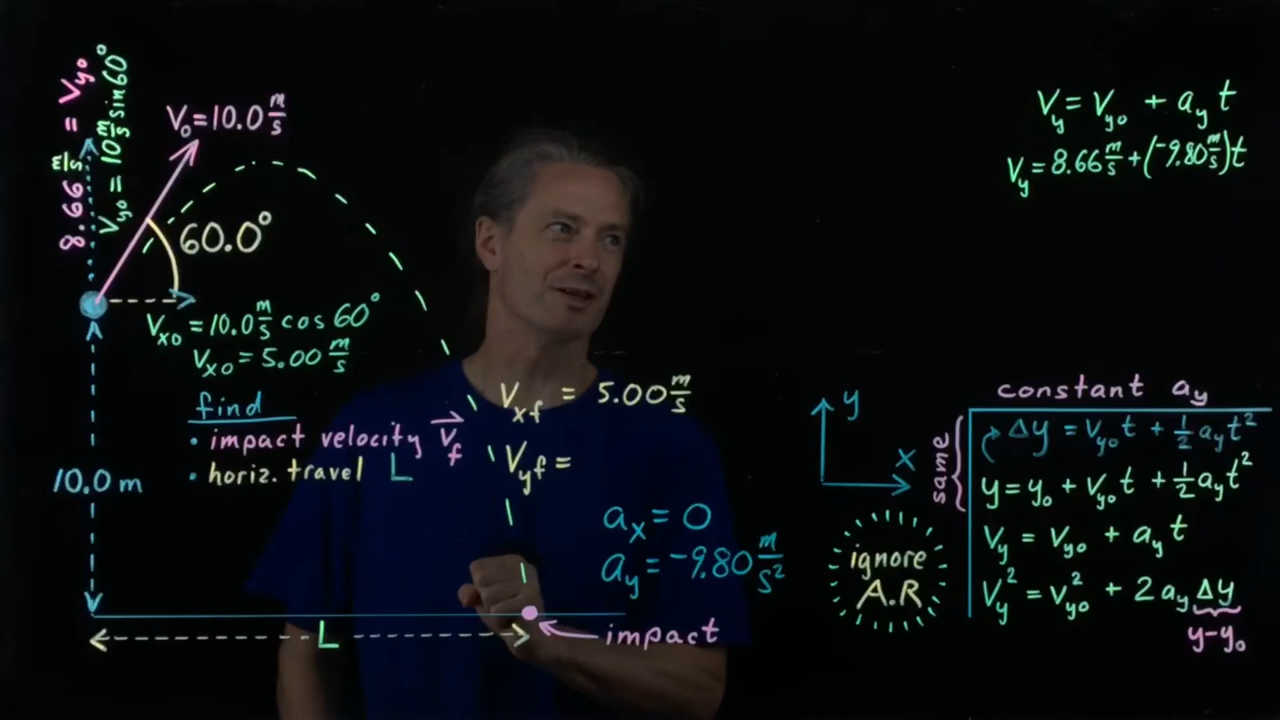 8.66 m/s = Vyo
Vyo = 10 m/s sin60°
Vo = 10.0 m/s
60.0°
Vxo = 10.0 m/s cos 60°
Vxo = 5.00 m/s
find
• impact velocity Vf
• horiz. travel L
10.0 m
L
impact
Vxf = 5.00 m/s
Vyf =
ax = 0
ay = -9.80 m/s²
Vy = Vyo + ay t
Vy = 8.66 m/s + (-9.80 m/s)t
y
x
ignore
A.R
constant ay
same
Δy = Vyo t + ½ ay t²
y = yo + Vyo t + ½ ay t²
Vy = Vyo + ay t
Vy² = Vyo² + 2 ay Δy
y-yo